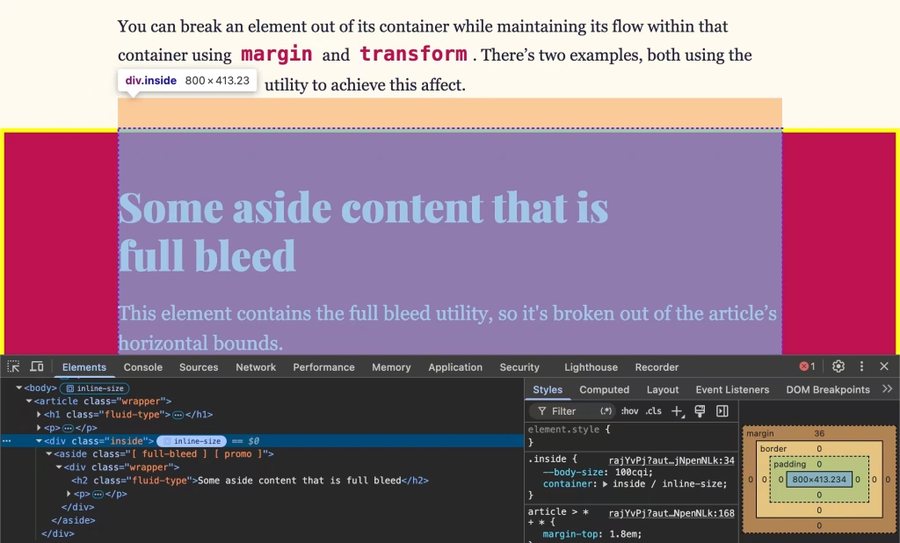 You can break an element out of its container while maintaining its flow within that
container using margin and transform. There’s two examples, both using the
utility to achieve this affect.
div.inside 800 × 413.23
Some aside content that is
full bleed
This element contains the full bleed utility, so it's broken out of the article’s
horizontal bounds.
Elements Console Sources Network Performance Memory Application Security Lighthouse Recorder 1
<body> inline-size
<article class="wrapper">
<h1 class="fluid-type">…</h1>
<p>…</p>
… <div class="inside"> inline-size == $0
<aside class="[ full-bleed ] [ promo ]">
<div class="wrapper">
<h2 class="fluid-type">Some aside content that is full bleed</h2>
<p>…</p>
</div>
</aside>
</div>
Styles Computed Layout Event Listeners DOM Breakpoints
Filter (.*) :hov .cls
element.style {
}
.inside { rajYvPj?aut…jNpenNLk:34
--body-size: 100cqi;
container: inside / inline-size;
}
article > * rajYvPj?aut…NpenNLk:168
+ * {
margin-top: 1.8em;
margin 36
border 0
padding 0
0 0 0 800×413.234 0 0 0
0
0
0